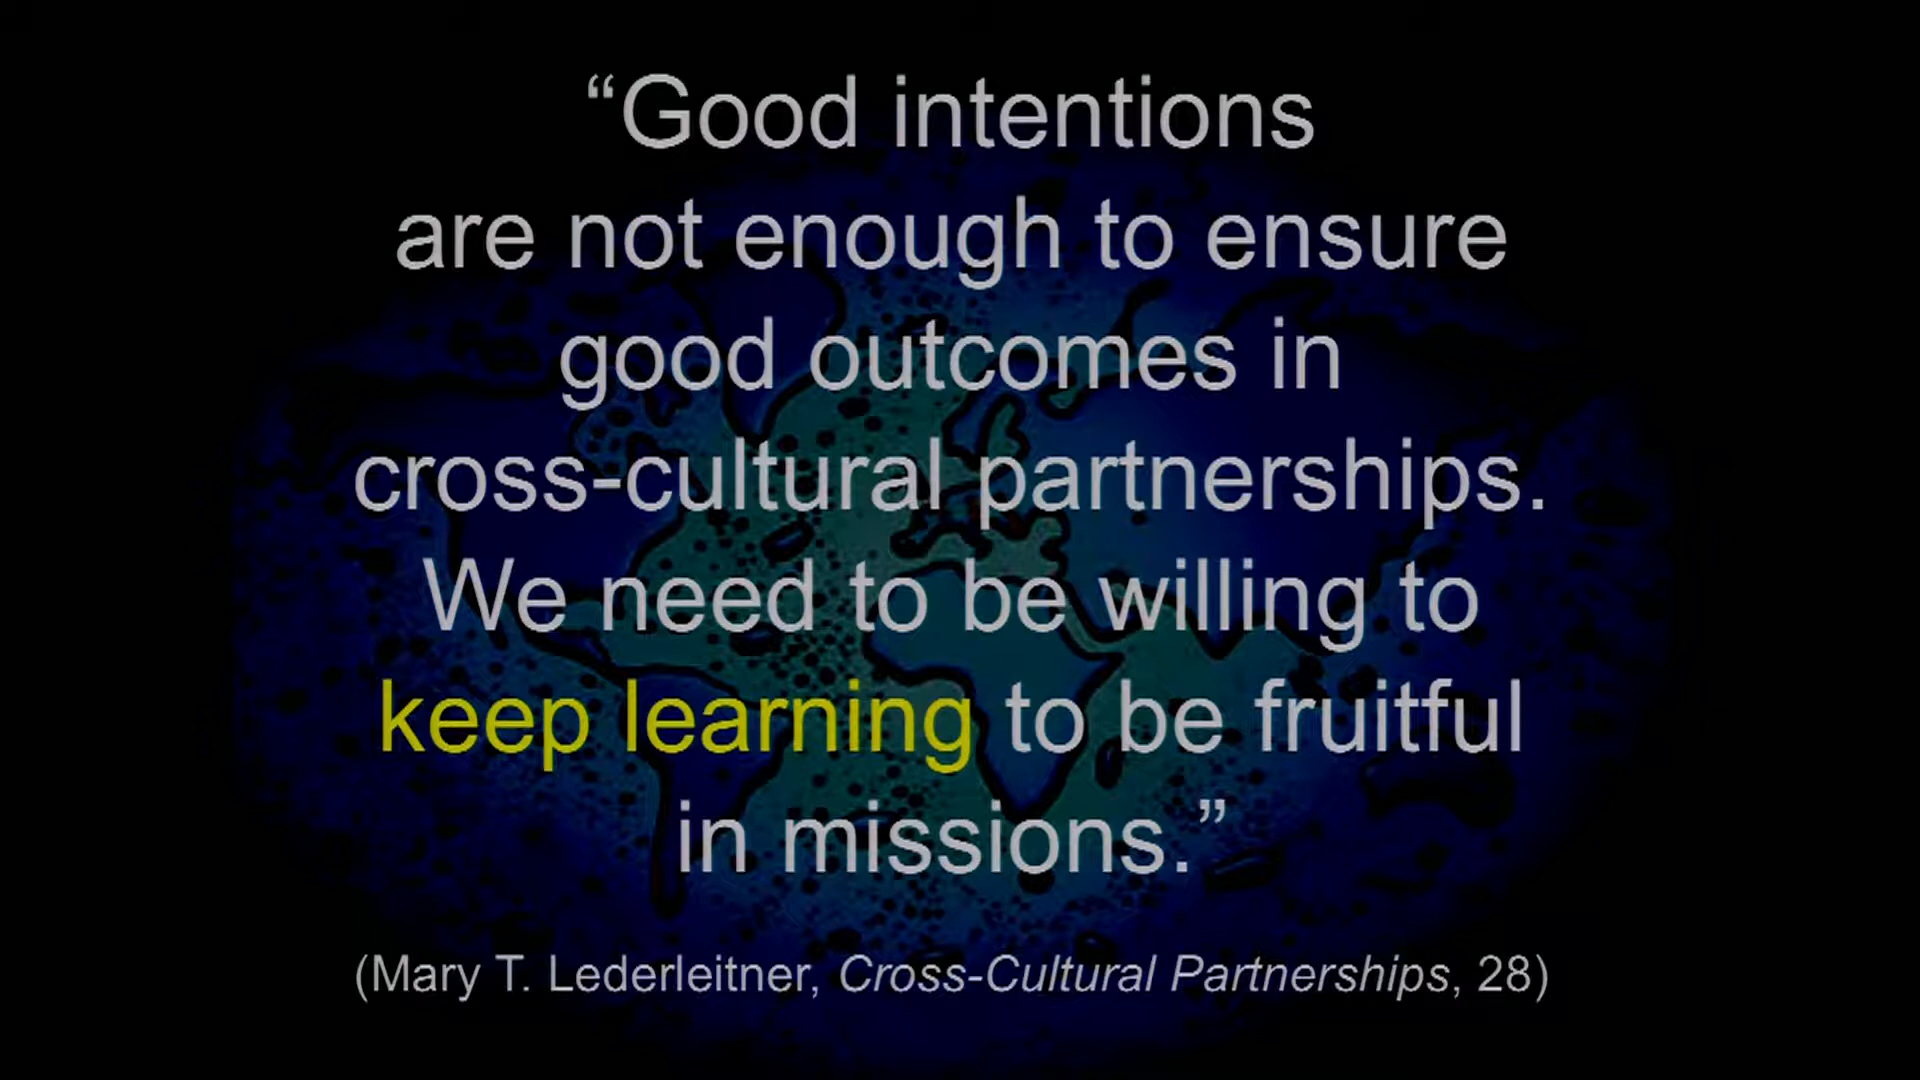 “Good intentions
are not enough to ensure
good outcomes in
cross-cultural partnerships.
We need to be willing to
keep learning to be fruitful
in missions.”
(Mary T. Lederleitner, Cross-Cultural Partnerships, 28)